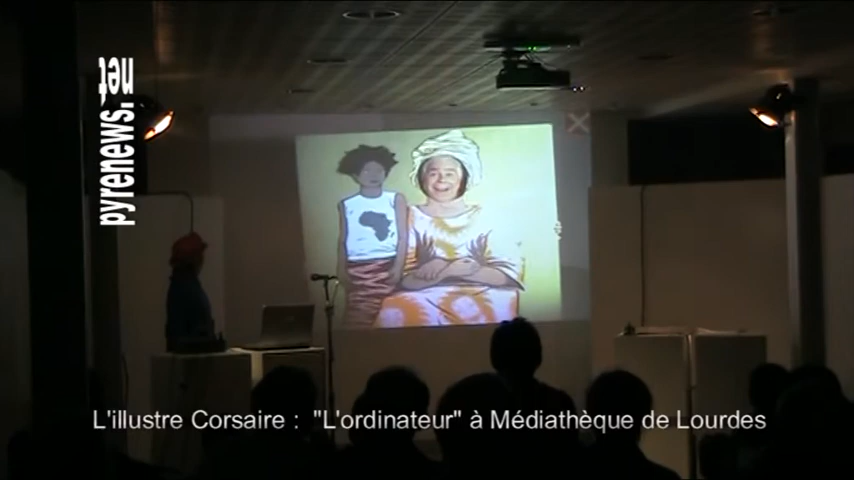 pyrenews.
net
L'illustre Corsaire :  "L'ordinateur" à Médiathèque de Lourdes